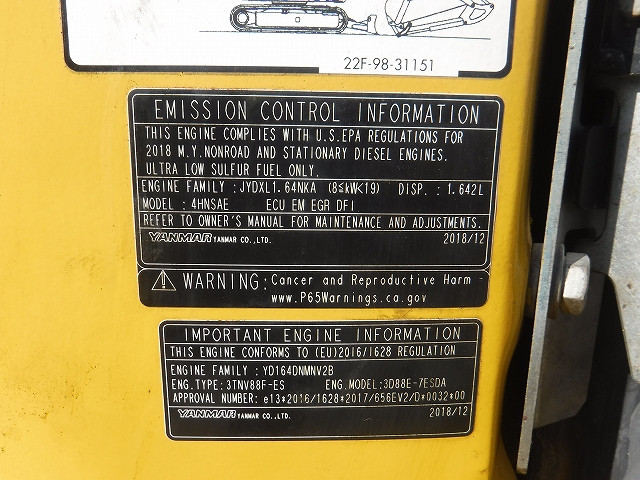 22F-98-31151
EMISSION CONTROL INFORMATION
THIS ENGINE COMPLIES WITH U.S.EPA REGULATIONS FOR
2018 M.Y.NONROAD AND STATIONARY DIESEL ENGINES.
ULTRA LOW SULFUR FUEL ONLY.
ENGINE FAMILY : JYDXL1.64NKA (8≦kW<19) DISP. : 1.642L
MODEL : 4HNSAE ECU EM EGR DFI
REFER TO OWNER'S MANUAL FOR MAINTENANCE AND ADJUSTMENTS.
YANMAR YANMAR CO.,LTD. 2018/12
WARNING: Cancer and Reproductive Harm -
www.P65Warnings.ca.gov
IMPORTANT ENGINE INFORMATION
THIS ENGINE CONFORMS TO (EU)2016/1628 REGULATION
ENGINE FAMILY : YD164DNMNV2B
ENG.TYPE: 3TNV88F-ES ENG.MODEL: 3D88E-7ESDA
APPROVAL NUMBER: e13*2016/1628*2017/656EV2/D*0032*00
YANMAR YANMAR CO.,LTD. 2018/12